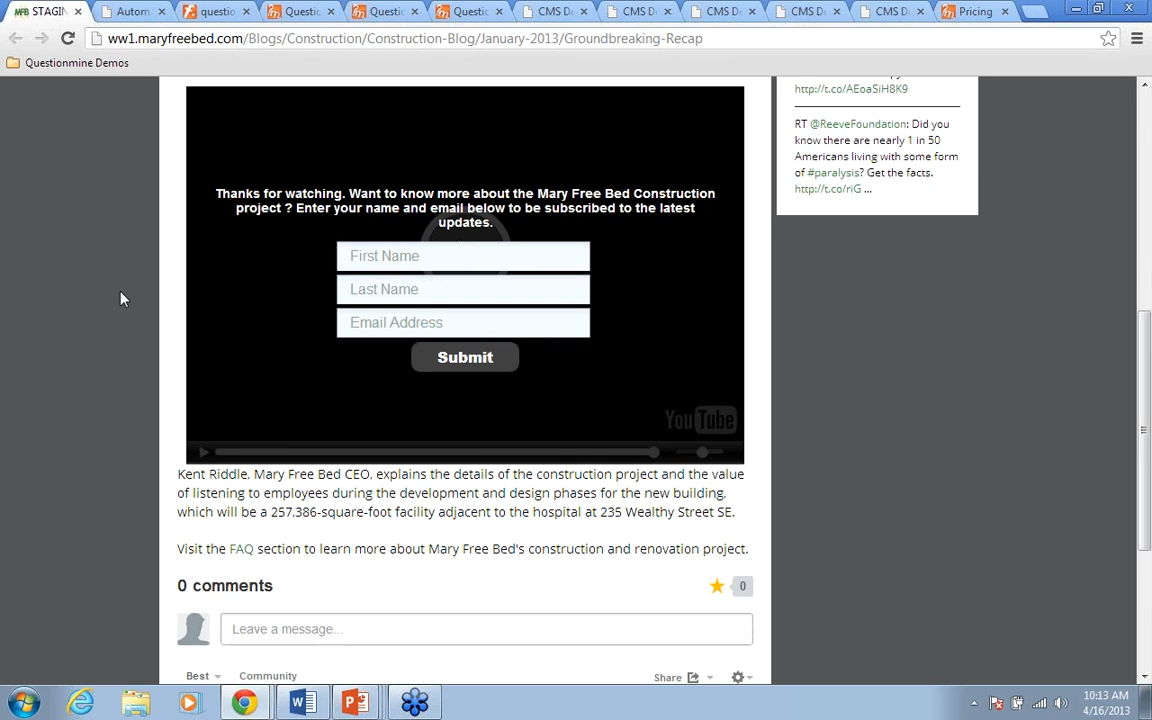 STAGIN
Autom
questio
Questi
Questi
Questi
CMS D
CMS D
CMS D
CMS D
CMS D
Pricing
ww1.maryfreebed.com/Blogs/Construction/Construction-Blog/January-2013/Groundbreaking-Recap
Questionmine Demos
http://t.co/AEoaSiH8K9
RT @ReeveFoundation: Did you
know there are nearly 1 in 50
Americans living with some form
of #paralysis? Get the facts.
http://t.co/riG ...
Thanks for watching. Want to know more about the Mary Free Bed Construction
project ? Enter your name and email below to be subscribed to the latest
updates.
First Name
Last Name
Email Address
Submit
YouTube
Kent Riddle, Mary Free Bed CEO, explains the details of the construction project and the value
of listening to employees during the development and design phases for the new building,
which will be a 257,386-square-foot facility adjacent to the hospital at 235 Wealthy Street SE.
Visit the FAQ section to learn more about Mary Free Bed's construction and renovation project.
0 comments
0
Leave a message...
Best
Community
Share
10:13 AM
4/16/2013